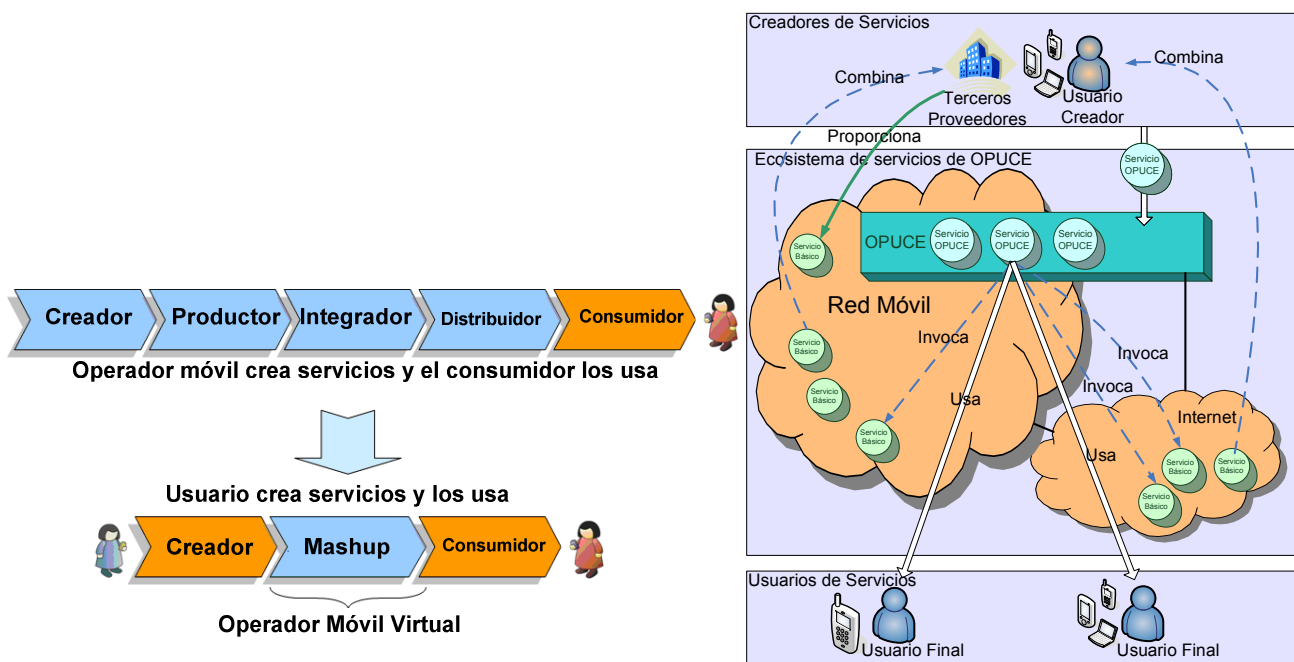 Creador
Productor
Integrador
Distribuidor
Consumidor
Operador móvil crea servicios y el consumidor los usa
Usuario crea servicios y los usa
Creador
Mashup
Consumidor
Operador Móvil Virtual
Creadores de Servicios
Combina
Combina
Terceros
Proveedores
Usuario
Creador
Proporciona
Ecosistema de servicios de OPUCE
Servicio
OPUCE
OPUCE
Servicio
OPUCE
Servicio
OPUCE
Servicio
OPUCE
Servicio
Básico
Red Móvil
Servicio
Básico
Invoca
Invoca
Servicio
Básico
Invoca
Usa
Internet
Servicio
Básico
Usa
Servicio
Básico
Servicio
Básico
Servicio
Básico
Usuarios de Servicios
Usuario Final
Usuario Final